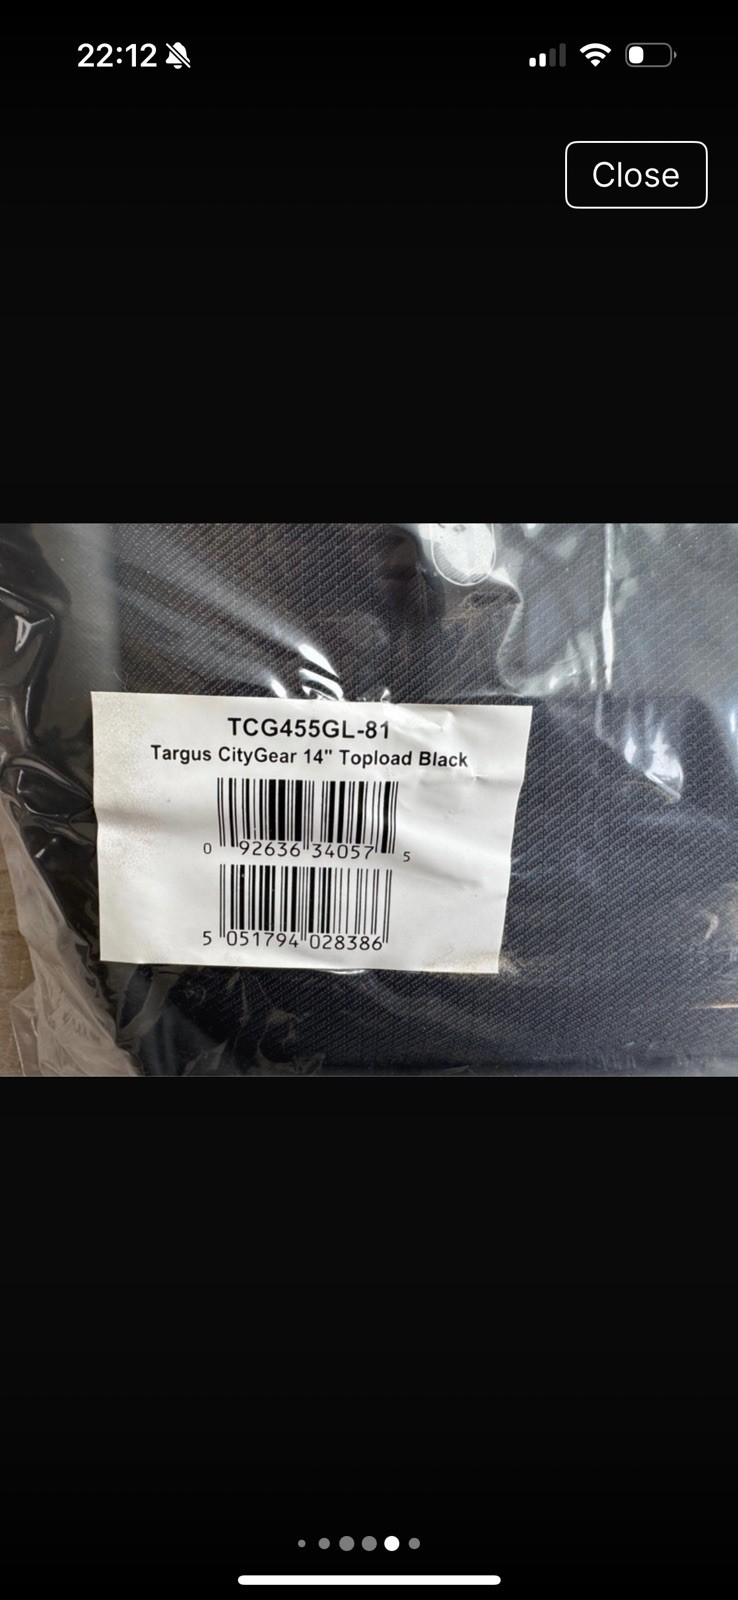 22:12
Close
TCG455GL-81
Targus CityGear 14" Topload Black
0 92636 34057 5
5 051794 028386